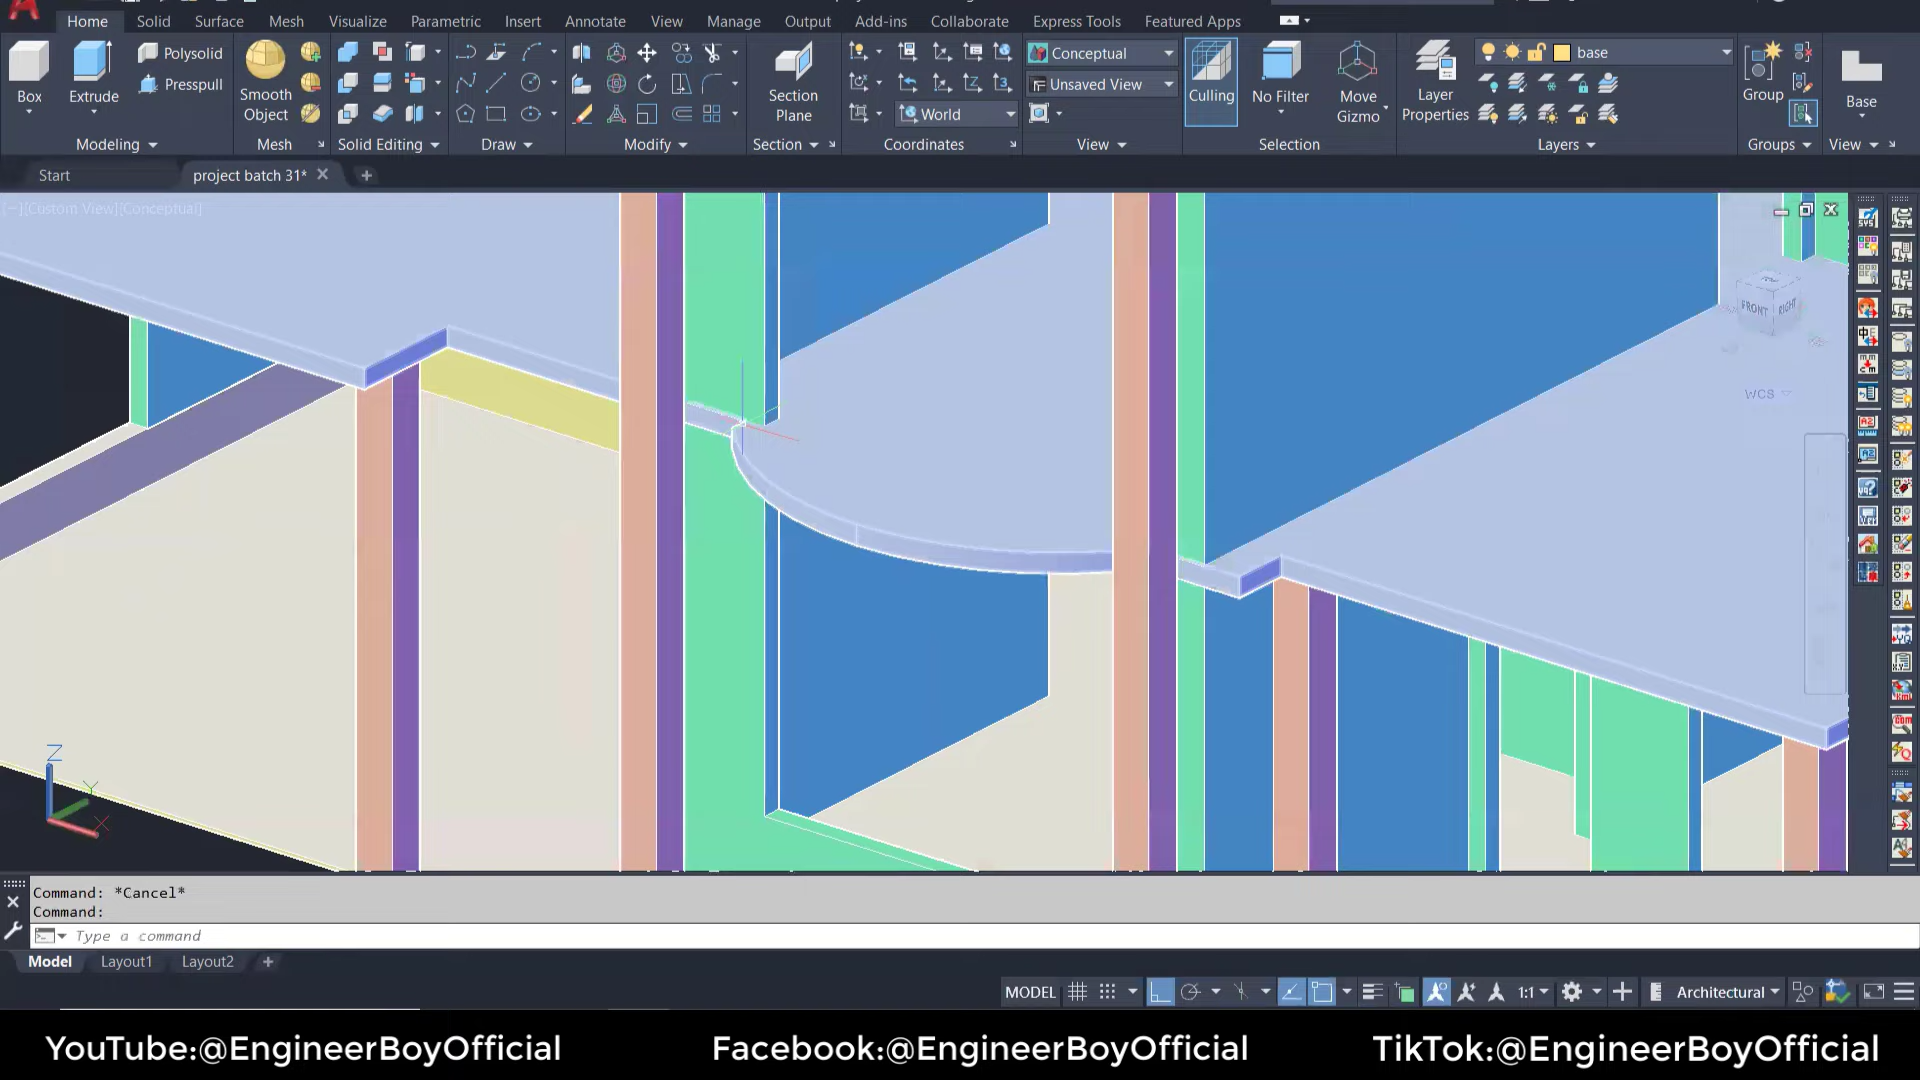 Home Solid Surface Mesh Visualize Parametric Insert Annotate View Manage Output Add-ins Collaborate Express Tools Featured Apps
Polysolid
Presspull
Box Extrude
Smooth
Object
Section
Plane
Conceptual
Unsaved View
World
Culling No Filter
Move
Gizmo
Layer
Properties
base
Group
Base
Modeling Mesh Solid Editing Draw Modify Section Coordinates View Selection Layers Groups View
Start project batch 31*
[−][Custom View][Conceptual]
TOP
FRONT RIGHT
WCS
Z
Y
X
Command: *Cancel*
Command:
Type a command
Model Layout1 Layout2
MODEL 1:1 Architectural
YouTube:@EngineerBoyOfficial Facebook:@EngineerBoyOfficial TikTok:@EngineerBoyOfficial